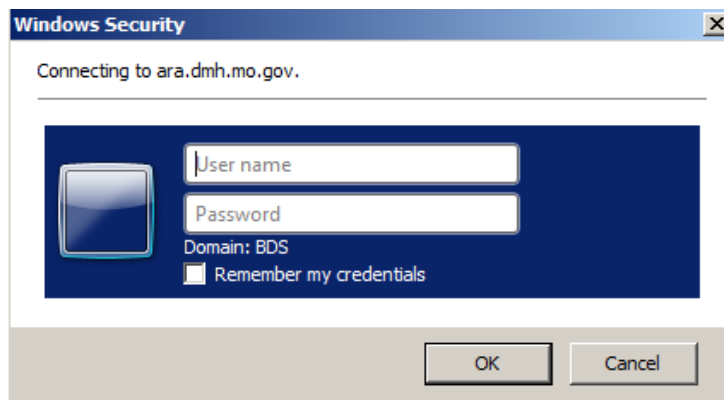 Windows Security
Connecting to ara.dmh.mo.gov.
User name
Password
Domain: BDS
Remember my credentials
OK Cancel